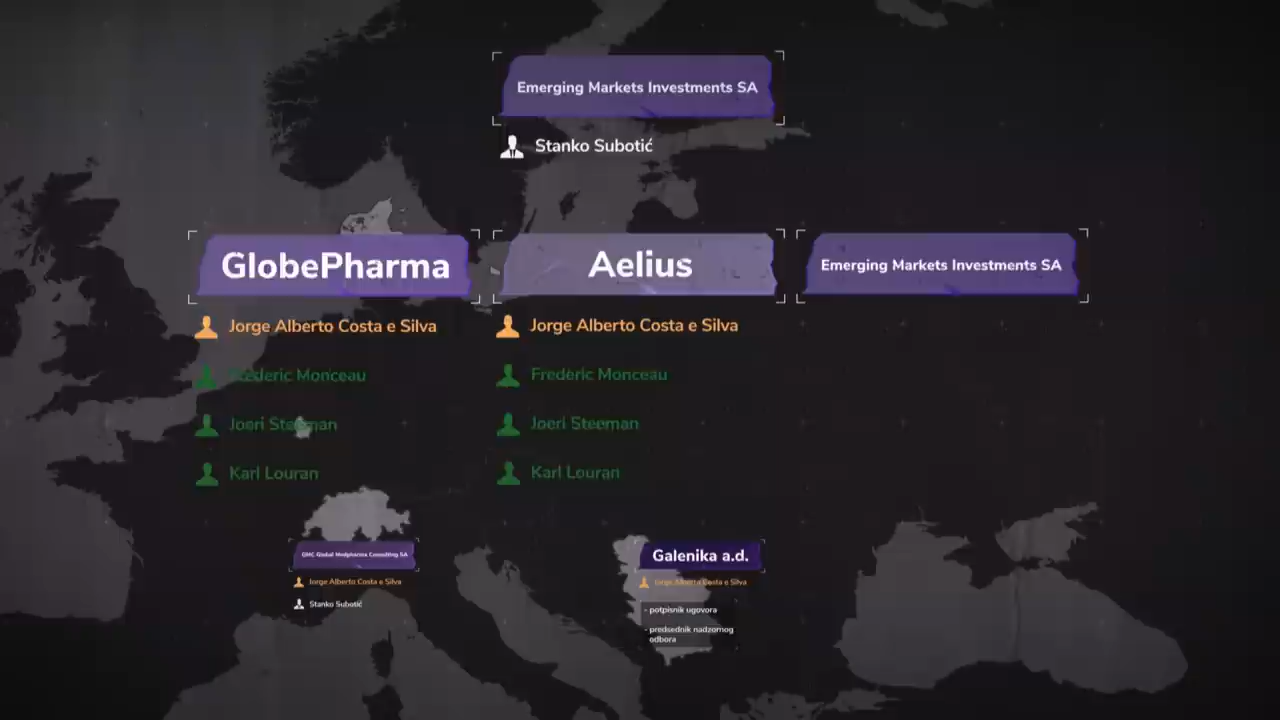 Emerging Markets Investments SA
Stanko Subotić
GlobePharma
Aelius
Emerging Markets Investments SA
Jorge Alberto Costa e Silva
Jorge Alberto Costa e Silva
Frederic Monceau
Frederic Monceau
Joeri Steeman
Joeri Steeman
Karl Louran
Karl Louran
GMC Global Medpharma Consulting SA
Jorge Alberto Costa e Silva
Stanko Subotić
Galenika a.d.
Jorge Alberto Costa e Silva
- potpisnik ugovora
- predsednik nadzornog
odbora